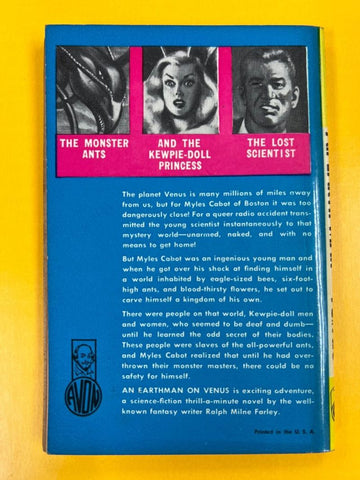 THE MONSTER
ANTS
AND THE
KEWPIE-DOLL
PRINCESS
THE LOST
SCIENTIST
The planet Venus is many millions of miles away
from us, but for Myles Cabot of Boston it was too
dangerously close! For a queer radio accident trans-
mitted the young scientist instantaneously to that
mystery world—unarmed, naked, and with no
means to get home!
But Myles Cabot was an ingenious young man and
when he got over his shock at finding himself in
a world inhabited by eagle-sized bees, six-foot-
high ants, and blood-thirsty flowers, he set out to
carve himself a kingdom of his own.
There were people on that world, Kewpie-doll men
and women, who seemed to be deaf and dumb—
until he learned the odd secret of their bodies.
These people were slaves of the all-powerful ants,
and Myles Cabot realized that until he had over-
thrown their monster masters, there could be no
safety for himself.
AN EARTHMAN ON VENUS is exciting adventure,
a science-fiction thrill-a-minute novel by the well-
known fantasy writer Ralph Milne Farley.
AVON
Printed in the U. S. A.